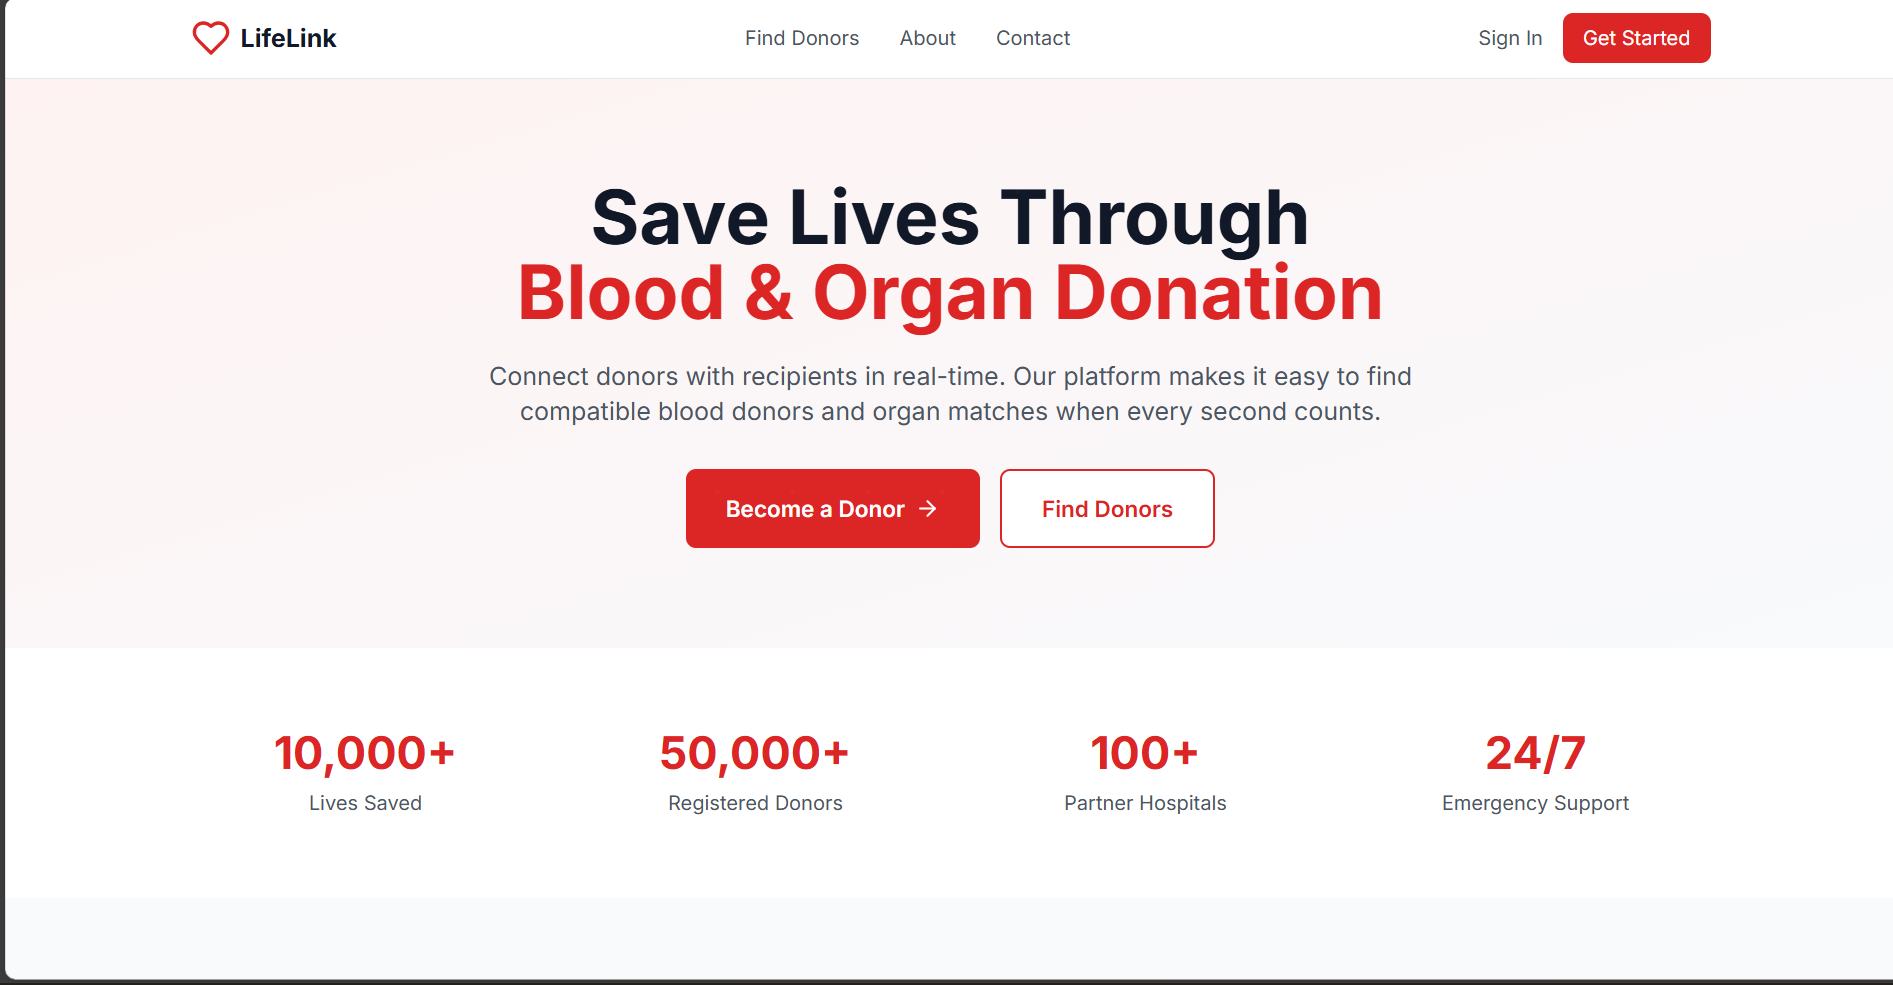 LifeLink
Find Donors
About
Contact
Sign In
Get Started
Save Lives Through
Blood & Organ Donation
Connect donors with recipients in real-time. Our platform makes it easy to find
compatible blood donors and organ matches when every second counts.
Become a Donor →
Find Donors
10,000+
Lives Saved
50,000+
Registered Donors
100+
Partner Hospitals
24/7
Emergency Support